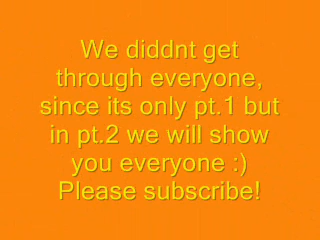 We diddnt get
through everyone,
since its only pt.1 but
in pt.2 we will show
you everyone :)
Please subscribe!